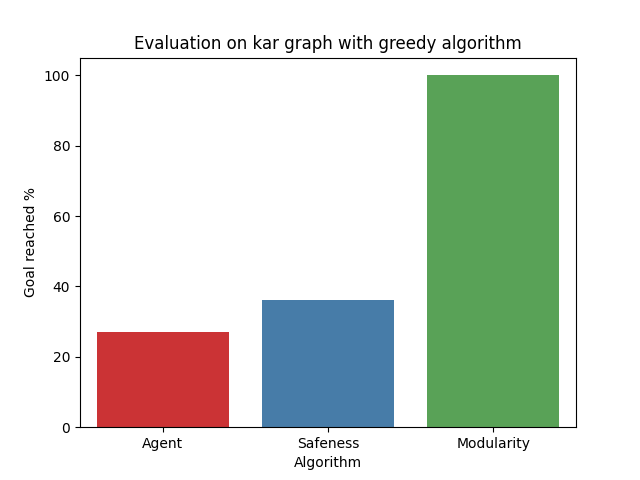 Evaluation on kar graph with greedy algorithm
100
80
60
40
20
0
Goal reached %
Agent
Safeness
Modularity
Algorithm